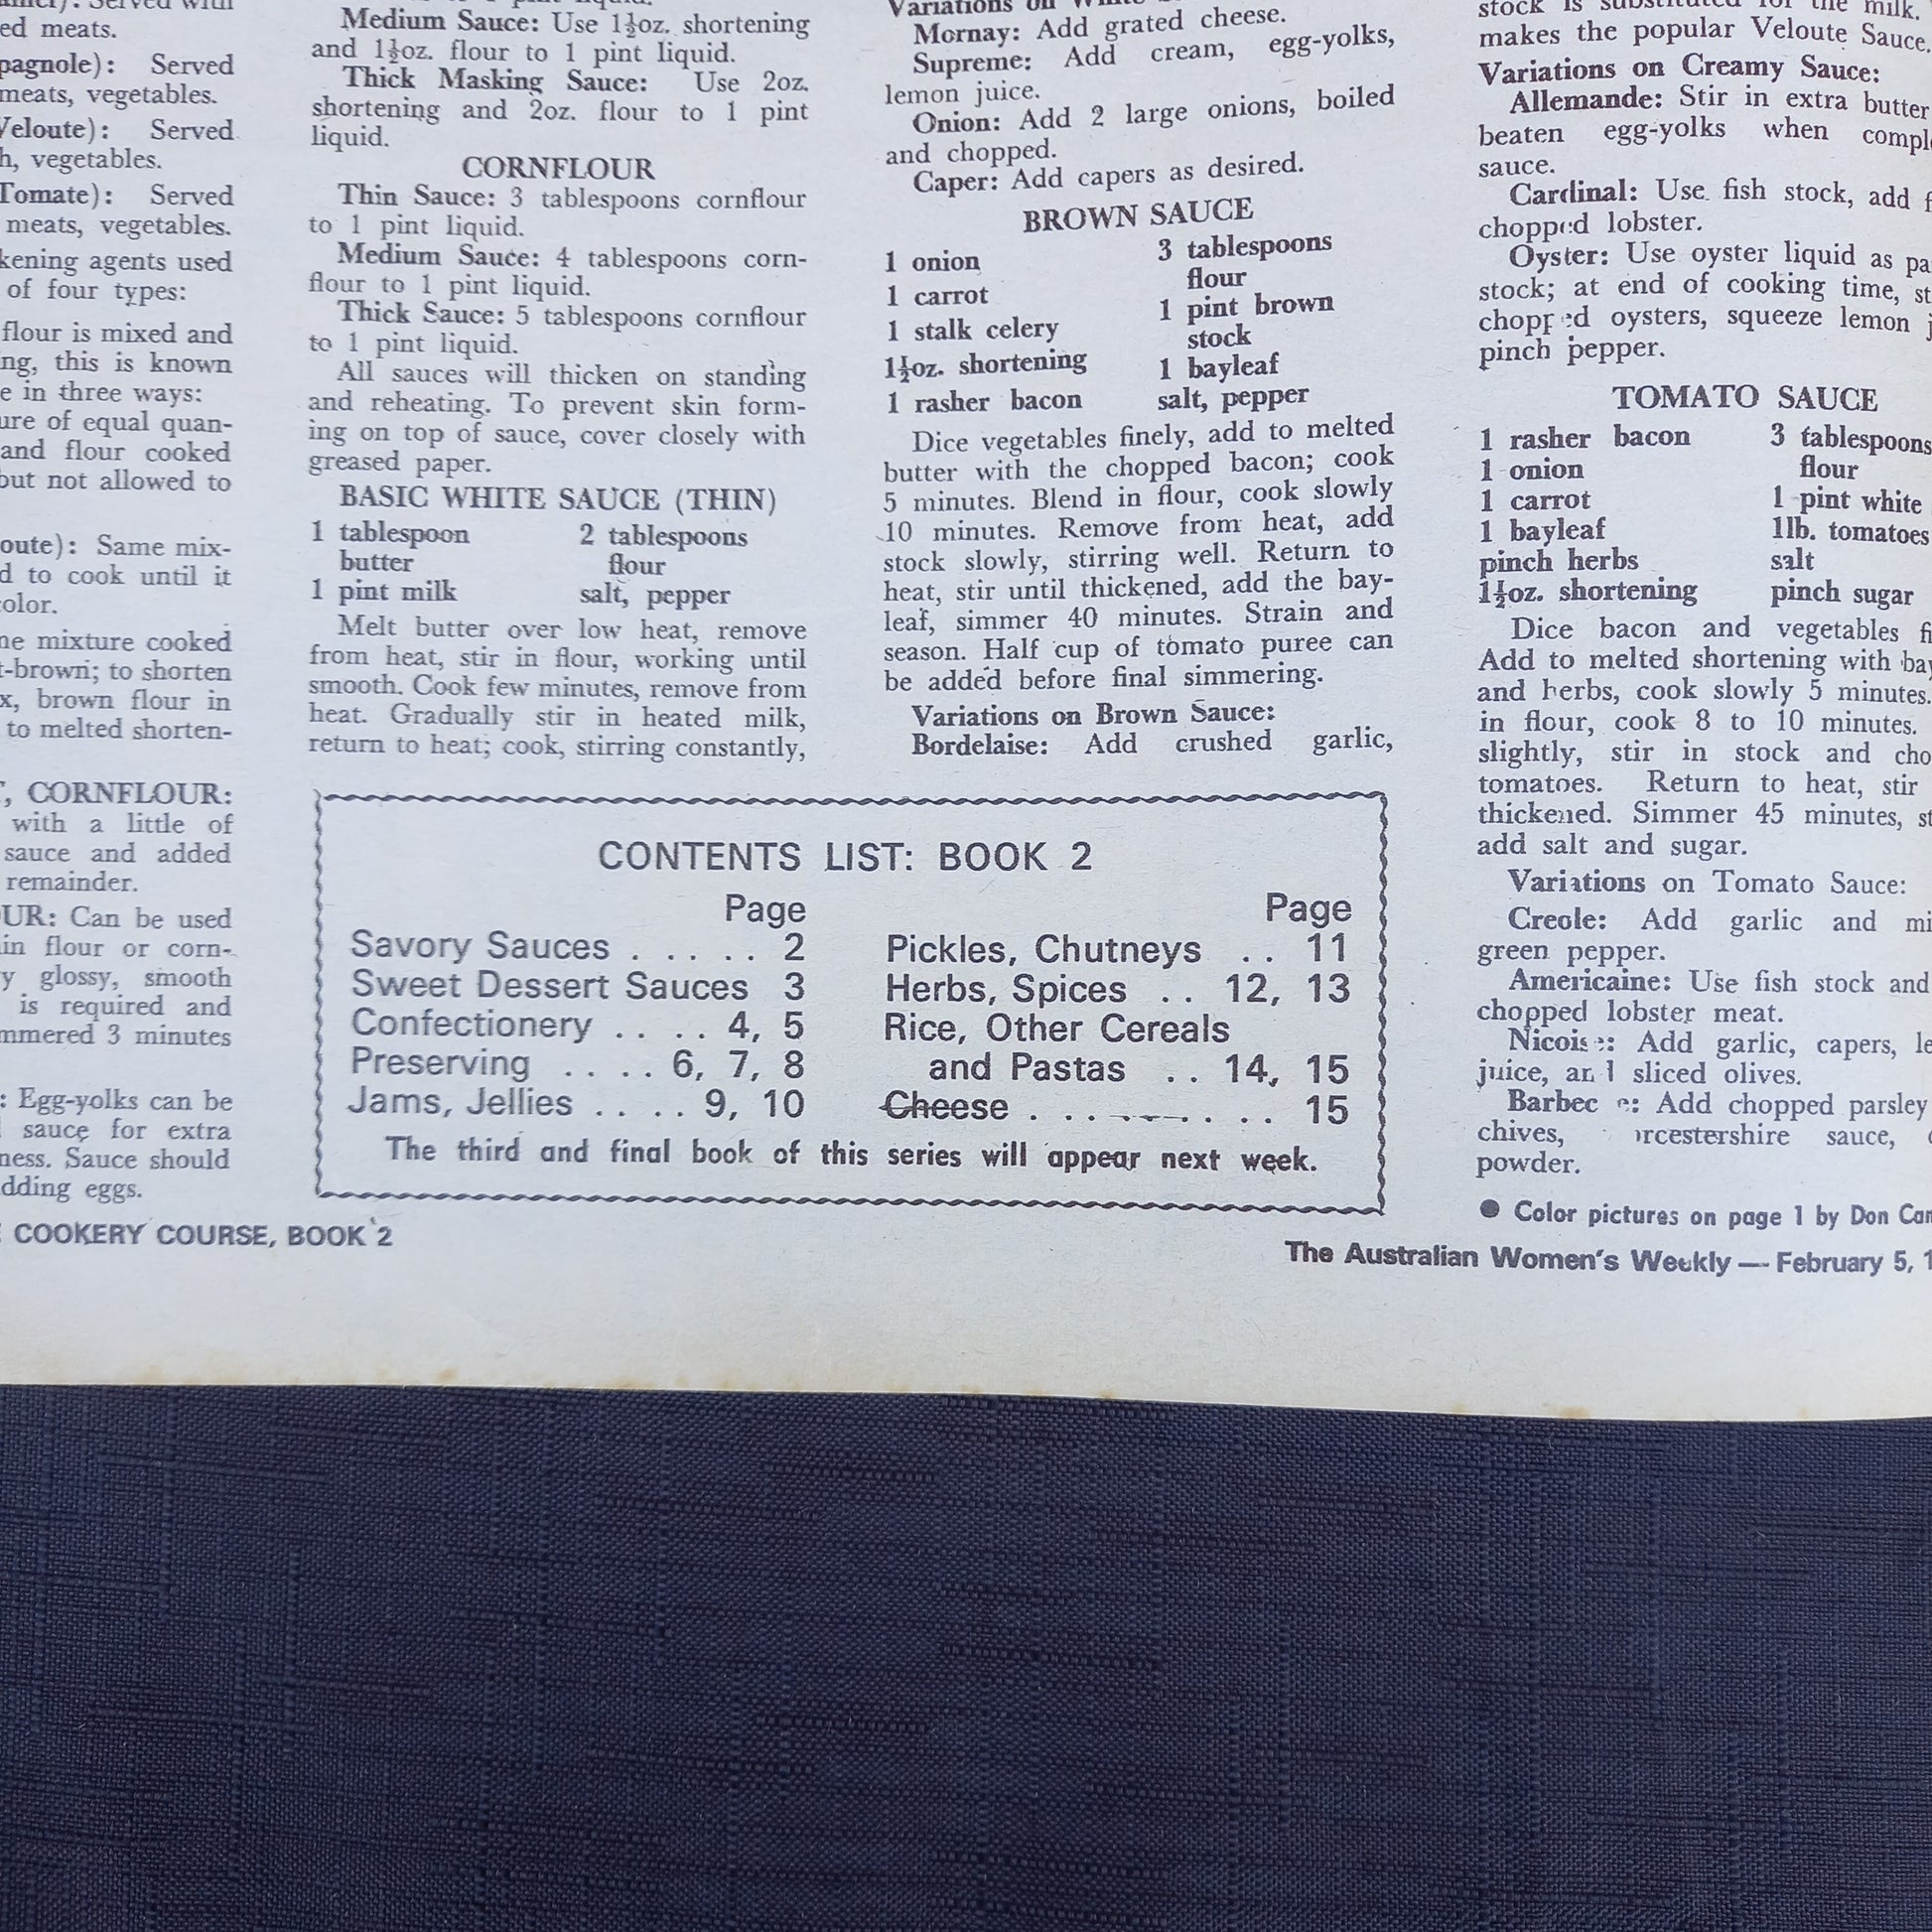 ed meats.
pagnole): Served
meats, vegetables.
Veloute): Served
h, vegetables.
Tomate): Served
meats, vegetables.
kening agents used
of four types:
flour is mixed and
ng, this is known
e in three ways:
ure of equal quan-
and flour cooked
out not allowed to
oute): Same mix-
d to cook until it
color.
ne mixture cooked
t-brown; to shorten
x, brown flour in
to melted shorten-
, CORNFLOUR:
with a little of
sauce and added
remainder.
UR: Can be used
in flour or corn-
y glossy, smooth
is required and
mmered 3 minutes
: Egg-yolks can be
sauce for extra
ness. Sauce should
dding eggs.
Medium Sauce: Use 1½oz. shortening
and 1½oz. flour to 1 pint liquid.
Thick Masking Sauce: Use 2oz.
shortening and 2oz. flour to 1 pint
liquid.
CORNFLOUR
Thin Sauce: 3 tablespoons cornflour
to 1 pint liquid.
Medium Sauce: 4 tablespoons corn-
flour to 1 pint liquid.
Thick Sauce: 5 tablespoons cornflour
to 1 pint liquid.
All sauces will thicken on standing
and reheating. To prevent skin form-
ing on top of sauce, cover closely with
greased paper.
BASIC WHITE SAUCE (THIN)
1 tablespoon
butter
1 pint milk
2 tablespoons
flour
salt, pepper
Melt butter over low heat, remove
from heat, stir in flour, working until
smooth. Cook few minutes, remove from
heat. Gradually stir in heated milk,
return to heat; cook, stirring constantly,
Variations on
Mornay: Add grated cheese.
Supreme: Add cream, egg-yolks,
lemon juice.
Onion: Add 2 large onions, boiled
and chopped.
Caper: Add capers as desired.
BROWN SAUCE
1 onion
1 carrot
1 stalk celery
1½oz. shortening
1 rasher bacon
3 tablespoons
flour
1 pint brown
stock
1 bayleaf
salt, pepper
Dice vegetables finely, add to melted
butter with the chopped bacon; cook
5 minutes. Blend in flour, cook slowly
10 minutes. Remove from heat, add
stock slowly, stirring well. Return to
heat, stir until thickened, add the bay-
leaf, simmer 40 minutes. Strain and
season. Half cup of tomato puree can
be added before final simmering.
Variations on Brown Sauce:
Bordelaise: Add crushed garlic,
stock is substituted for the milk,
makes the popular Veloute Sauce.
Variations on Creamy Sauce:
Allemande: Stir in extra butter
beaten egg-yolks when compl
sauce.
Cardinal: Use fish stock, add f
chopped lobster.
Oyster: Use oyster liquid as pa
stock; at end of cooking time, st
chopped oysters, squeeze lemon j
pinch pepper.
TOMATO SAUCE
1 rasher bacon
1 onion
1 carrot
1 bayleaf
pinch herbs
1½oz. shortening
3 tablespoons
flour
1 pint white
1lb. tomatoes
salt
pinch sugar
Dice bacon and vegetables fi
Add to melted shortening with bay
and herbs, cook slowly 5 minutes.
in flour, cook 8 to 10 minutes.
slightly, stir in stock and cho
tomatoes. Return to heat, stir
thickened. Simmer 45 minutes, st
add salt and sugar.
Variations on Tomato Sauce:
Creole: Add garlic and mi
green pepper.
Americaine: Use fish stock and
chopped lobster meat.
Nicoise: Add garlic, capers, le
juice, and sliced olives.
Barbecue: Add chopped parsley
chives, orcestershire sauce,
powder.
● Color pictures on page 1 by Don Cam
CONTENTS LIST: BOOK 2
Page
Savory Sauces . . . . . 2
Sweet Dessert Sauces 3
Confectionery . . . . 4, 5
Preserving . . . . 6, 7, 8
Jams, Jellies . . . . 9, 10
Page
Pickles, Chutneys . . 11
Herbs, Spices . . 12, 13
Rice, Other Cereals
and Pastas . . 14, 15
Cheese . . . . . . . . 15
The third and final book of this series will appear next week.
COOKERY COURSE, BOOK 2
The Australian Women's Weekly — February 5, 1